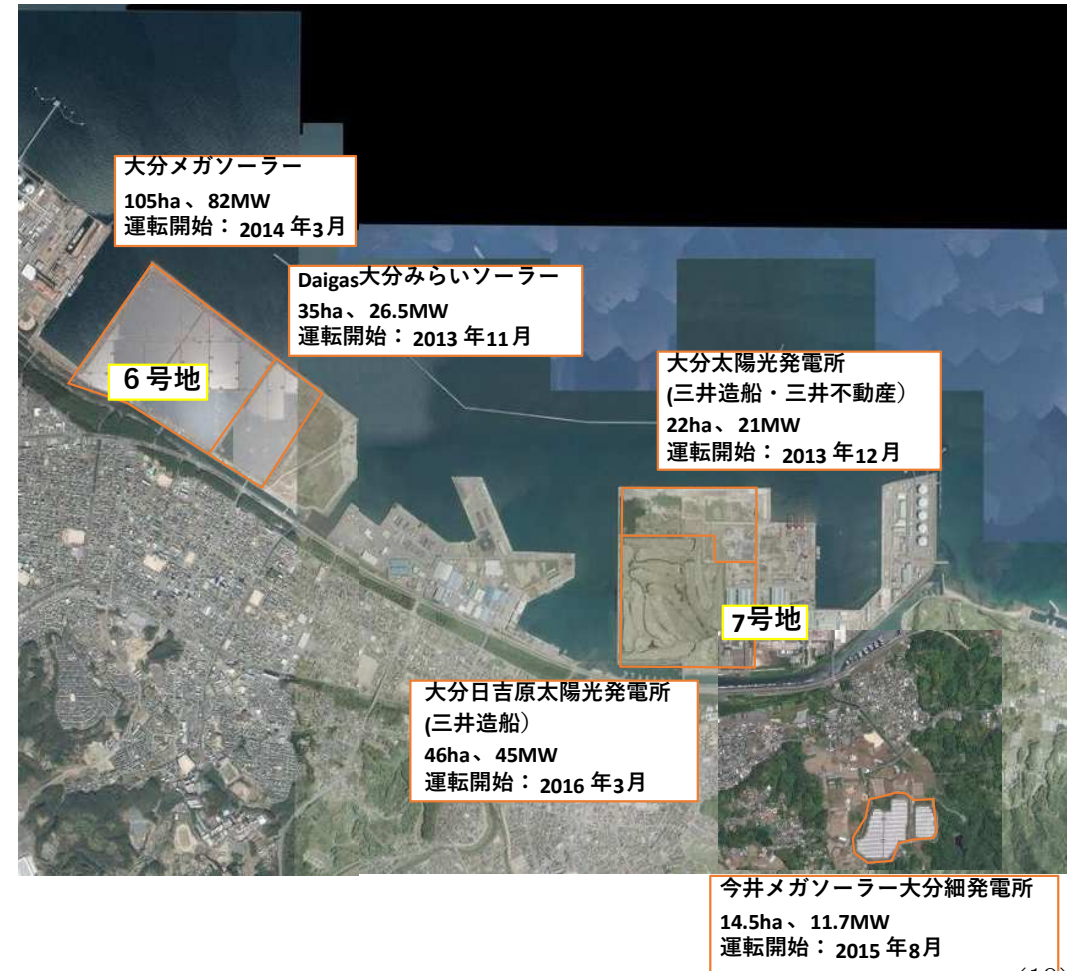 大分メガソーラー
105ha、82MW
運転開始：2014年3月
Daigas大分みらいソーラー
35ha、26.5MW
運転開始：2013年11月
大分太陽光発電所
(三井造船・三井不動産）
22ha、21MW
運転開始：2013年12月
６号地
7号地
大分日吉原太陽光発電所
(三井造船）
46ha、45MW
運転開始：2016年3月
今井メガソーラー大分細発電所
14.5ha、11.7MW
運転開始：2015年8月